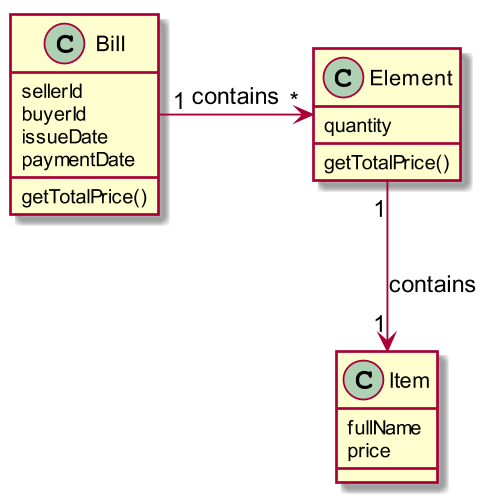 C Bill
sellerId
buyerId
issueDate
paymentDate
getTotalPrice()
1 contains *
C Element
quantity
getTotalPrice()
1
contains
1
C Item
fullName
price